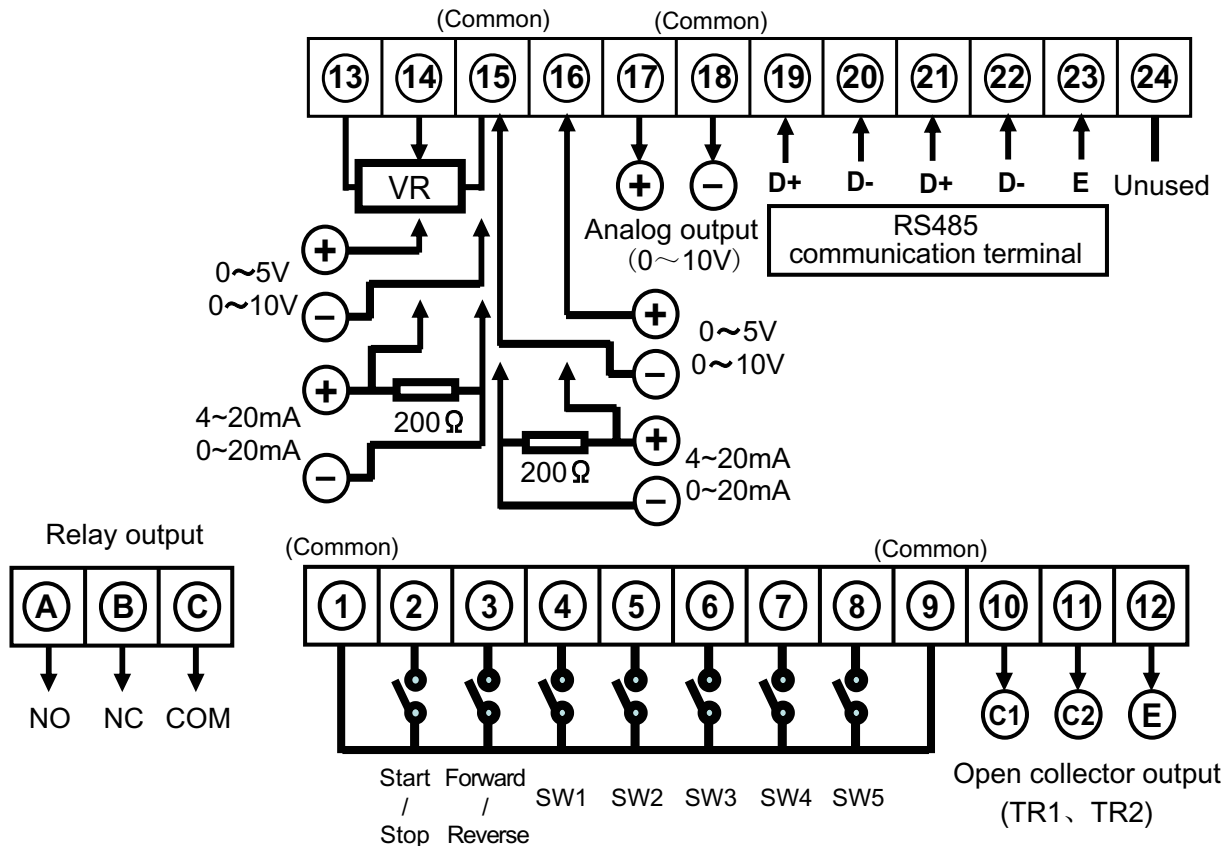 (Common) (Common)
13 14 15 16 17 18 19 20 21 22 23 24
VR
+ − D+ D- D+ D- E Unused
Analog output
（0～10V）
RS485
communication terminal
+
0～5V
0～10V
−
+
0～5V
0～10V
−
+
200Ω
4~20mA
0~20mA
−
+
200Ω
4~20mA
0~20mA
−
Relay output
A B C
NO NC COM
(Common) (Common)
1 2 3 4 5 6 7 8 9 10 11 12
C1 C2 E
Start
/
Stop
Forward
/
Reverse
SW1 SW2 SW3 SW4 SW5
Open collector output
(TR1、TR2)